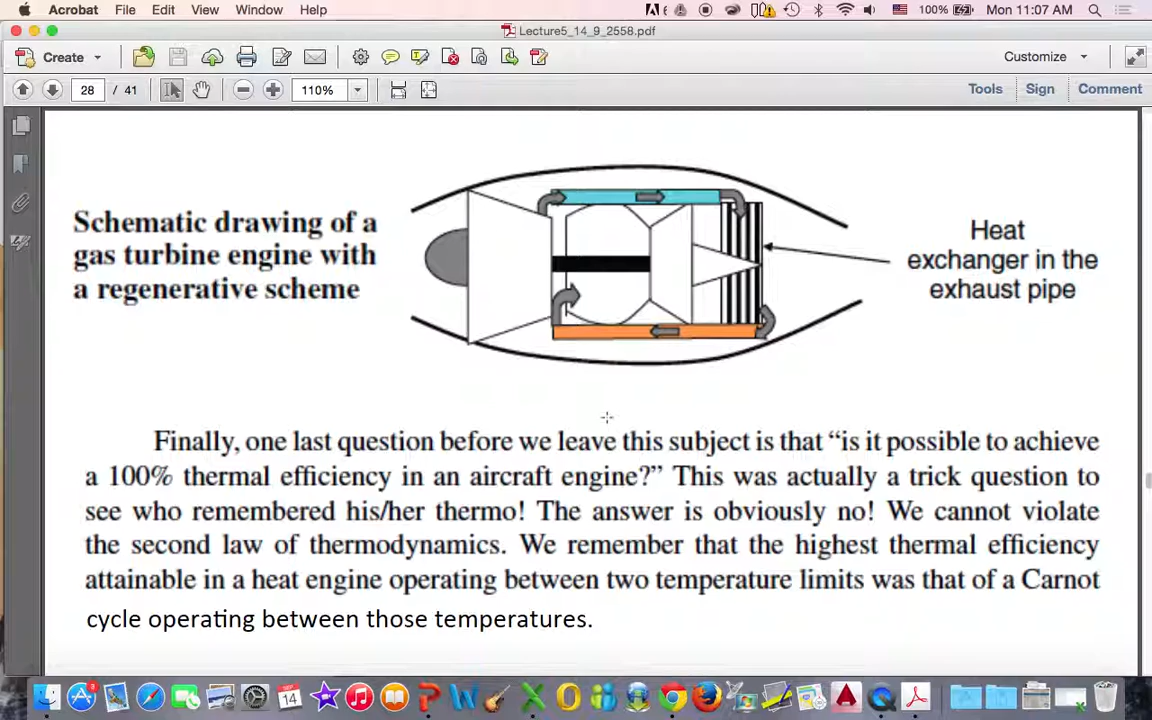 Acrobat File Edit View Window Help
100% Mon 11:07 AM
Lecture5_14_9_2558.pdf
Create
Customize
28 / 41
110%
Tools Sign Comment
Schematic drawing of a
gas turbine engine with
a regenerative scheme
Heat
exchanger in the
exhaust pipe
Finally, one last question before we leave this subject is that “is it possible to achieve
a 100% thermal efficiency in an aircraft engine?” This was actually a trick question to
see who remembered his/her thermo! The answer is obviously no! We cannot violate
the second law of thermodynamics. We remember that the highest thermal efficiency
attainable in a heat engine operating between two temperature limits was that of a Carnot
cycle operating between those temperatures.
14